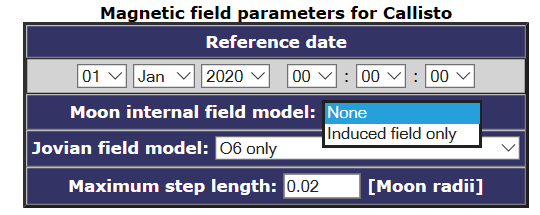 Magnetic field parameters for Callisto
Reference date
01 Jan 2020 00 : 00 : 00
Moon internal field model: None
Induced field only
Jovian field model: O6 only
Maximum step length: 0.02 [Moon radii]